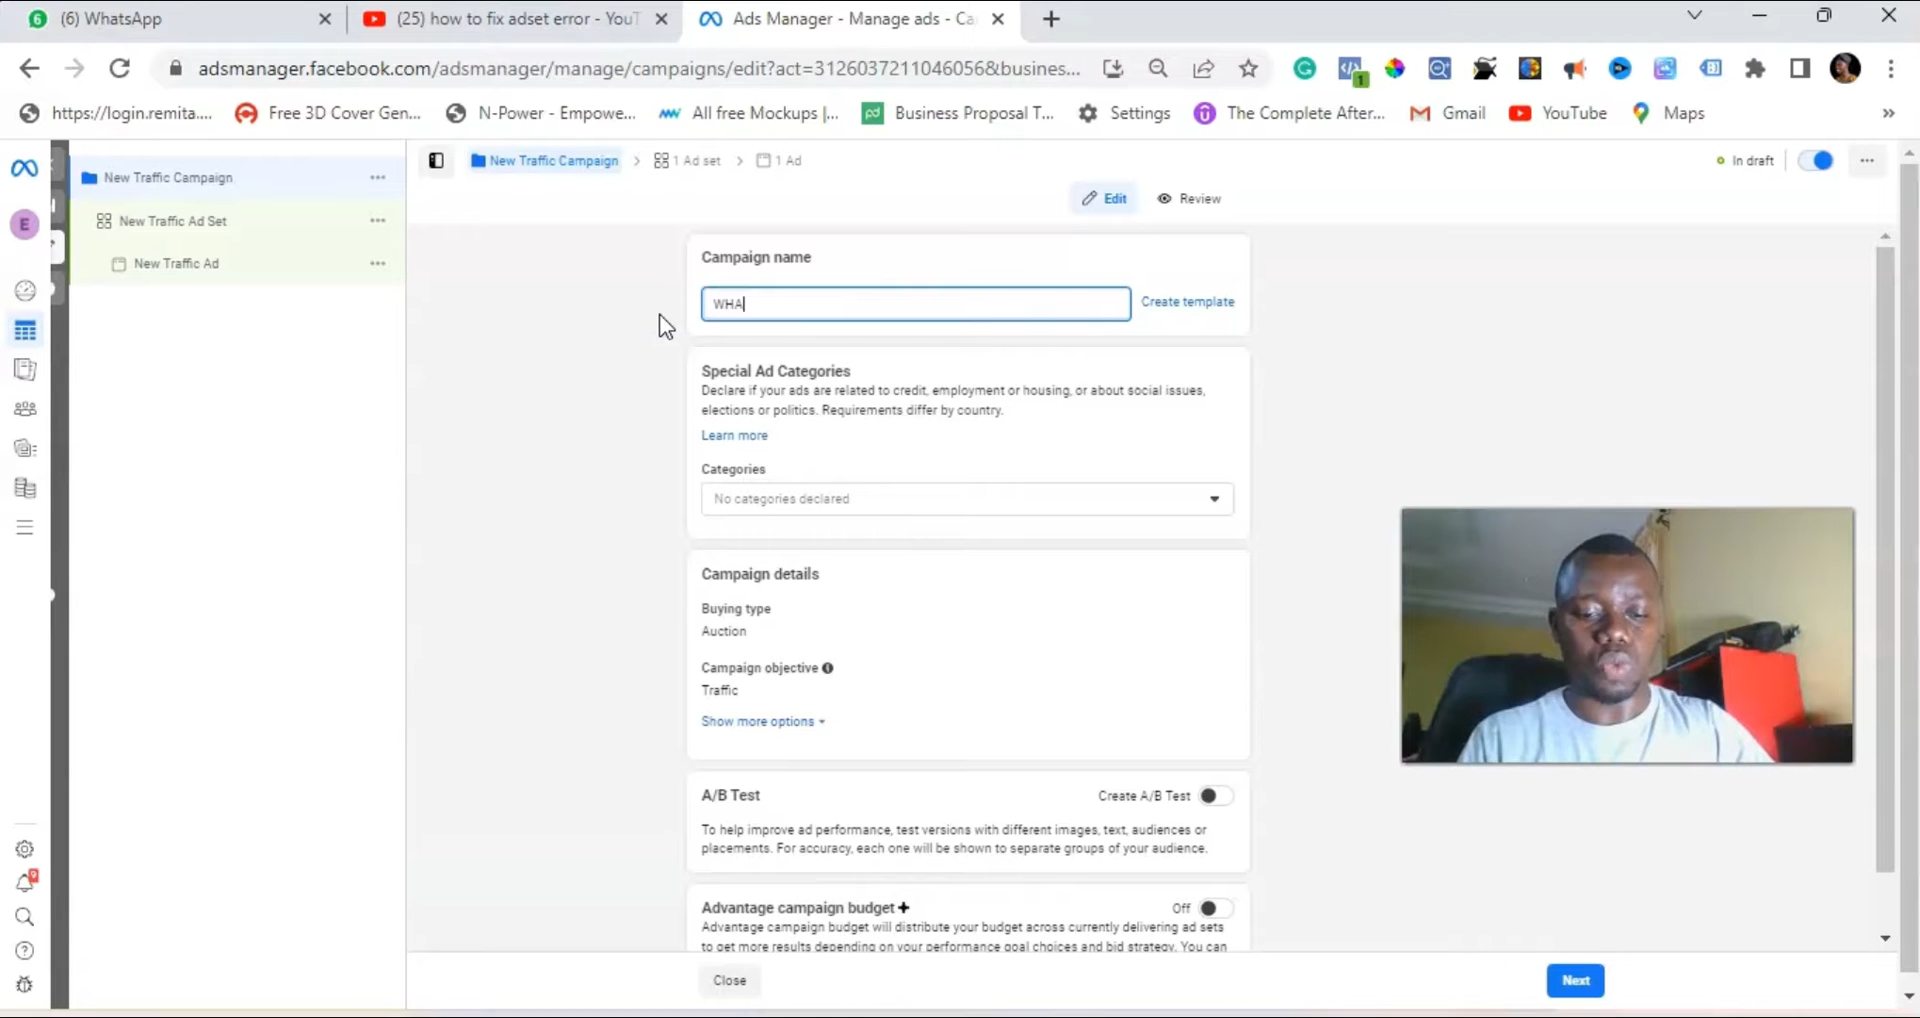 (6) WhatsApp
(25) how to fix adset error - YouT
Ads Manager - Manage ads - Ca
adsmanager.facebook.com/adsmanager/manage/campaigns/edit?act=3126037211046056&busines...
1
https://login.remita....
Free 3D Cover Gen...
N-Power - Empowe...
All free Mockups |...
Business Proposal T...
Settings
The Complete After...
Gmail
YouTube
Maps
New Traffic Campaign
New Traffic Ad Set
New Traffic Ad
New Traffic Campaign
1 Ad set
1 Ad
In draft
Edit
Review
E
Campaign name
WHA
Create template
Special Ad Categories
Declare if your ads are related to credit, employment or housing, or about social issues,
elections or politics. Requirements differ by country.
Learn more
Categories
No categories declared
Campaign details
Buying type
Auction
Campaign objective
Traffic
Show more options
A/B Test
Create A/B Test
To help improve ad performance, test versions with different images, text, audiences or
placements. For accuracy, each one will be shown to separate groups of your audience.
Advantage campaign budget +
Off
Advantage campaign budget will distribute your budget across currently delivering ad sets
to get more results depending on your performance goal choices and bid strategy. You can
Close
Next